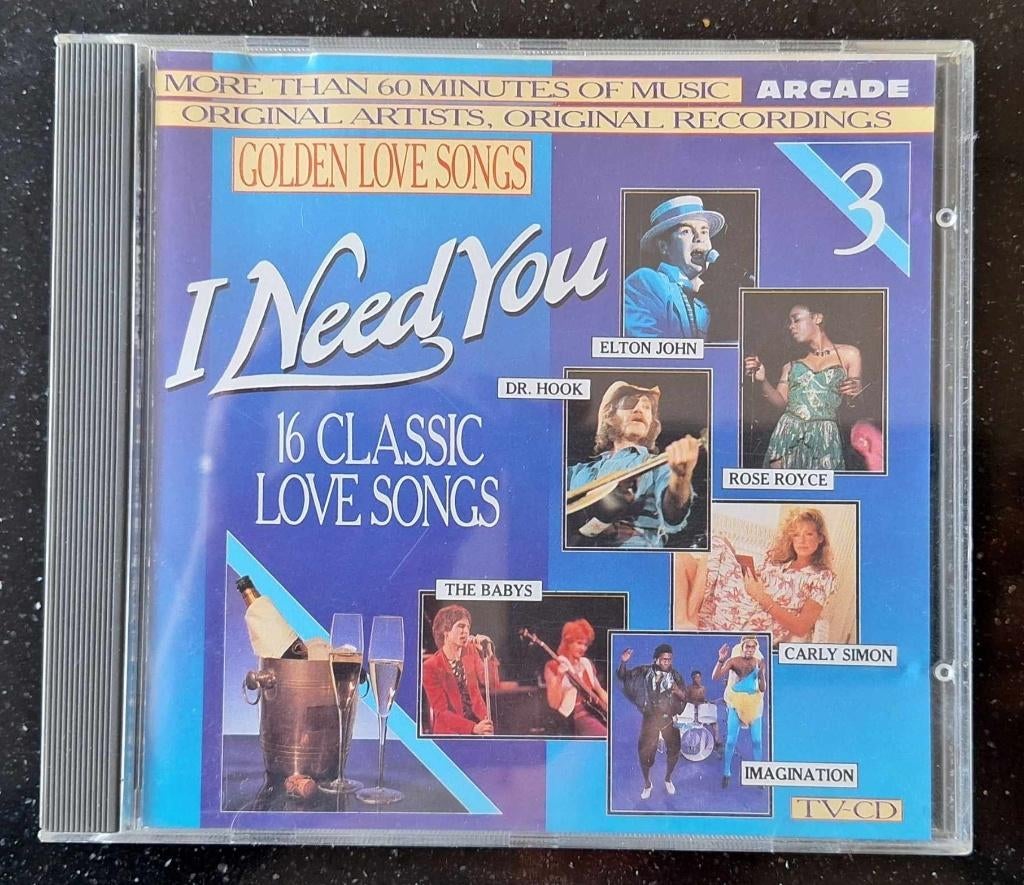 MORE THAN 60 MINUTES OF MUSIC ARCADE
ORIGINAL ARTISTS, ORIGINAL RECORDINGS
GOLDEN LOVE SONGS
3
I Need You
ELTON JOHN
DR. HOOK
16 CLASSIC
LOVE SONGS
ROSE ROYCE
THE BABYS
CARLY SIMON
IMAGINATION
TV-CD